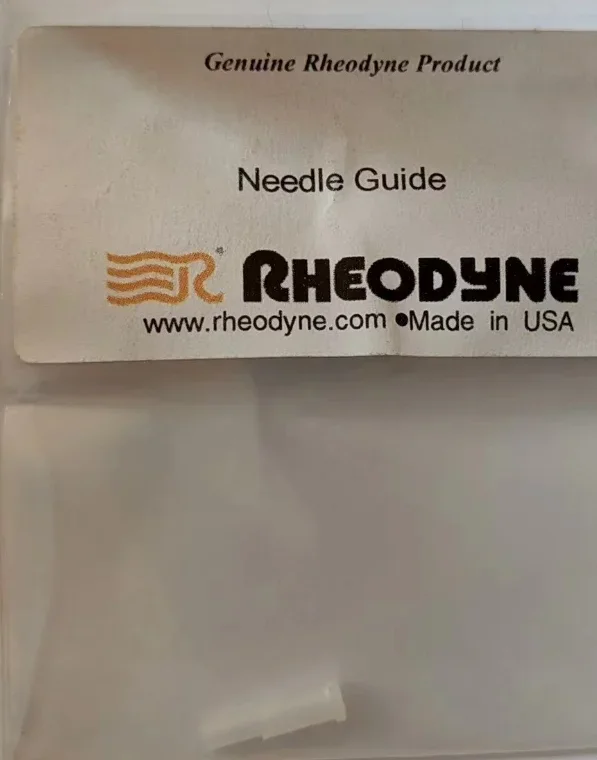 Genuine Rheodyne Product
Needle Guide
RHEODYNE
www.rheodyne.com •Made in USA